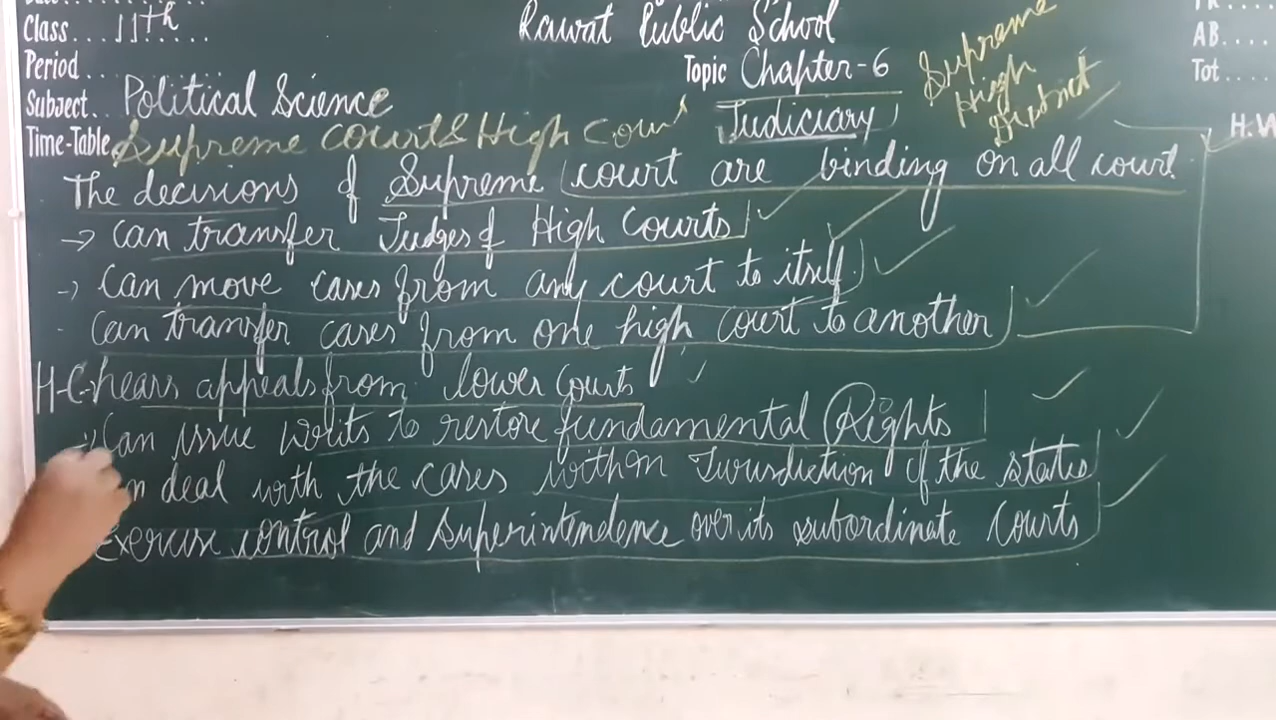 Class.... 11th....
Rawat Public School
Period....
Topic Chapter-6
Subject.. Political Science
Judiciary
Supreme
High
District
TR....
AB....
Tot....
H.W
Time-Table Supreme Court & High Court
The decisions of Supreme court are binding on all court
→ Can transfer Judges of High Courts
→ Can move cases from any court to itself
- Can transfer cases from one high court to another
H-C-hears appeals from lower Courts
→ Can issue Writs to restore fundamental Rights
deal with the cases within Jurisdiction of the states
Exercise control and Superintendence over its subordinate Courts